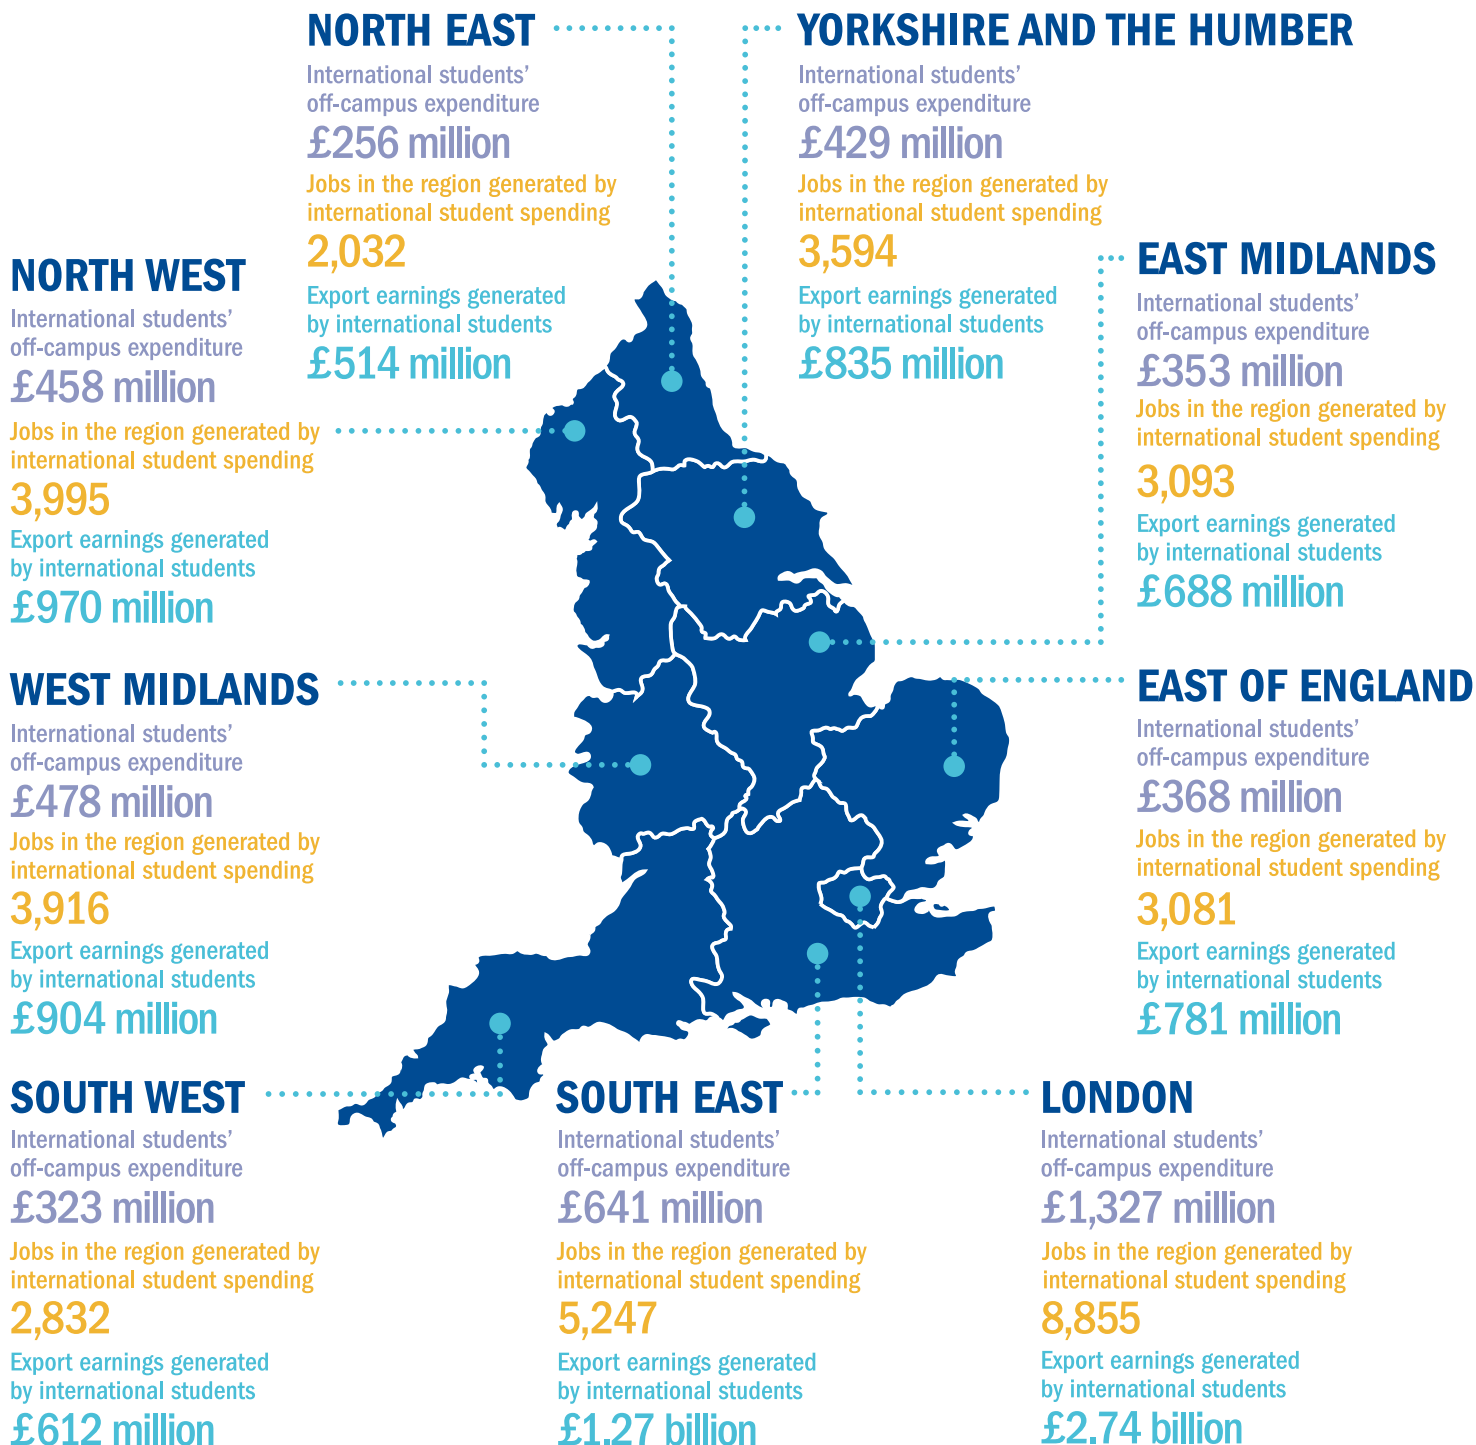 NORTH EAST
International students'
off-campus expenditure
£256 million
Jobs in the region generated by
international student spending
2,032
Export earnings generated
by international students
£514 million
YORKSHIRE AND THE HUMBER
International students'
off-campus expenditure
£429 million
Jobs in the region generated by
international student spending
3,594
Export earnings generated
by international students
£835 million
NORTH WEST
International students'
off-campus expenditure
£458 million
Jobs in the region generated by
international student spending
3,995
Export earnings generated
by international students
£970 million
EAST MIDLANDS
International students'
off-campus expenditure
£353 million
Jobs in the region generated by
international student spending
3,093
Export earnings generated
by international students
£688 million
WEST MIDLANDS
International students'
off-campus expenditure
£478 million
Jobs in the region generated by
international student spending
3,916
Export earnings generated
by international students
£904 million
EAST OF ENGLAND
International students'
off-campus expenditure
£368 million
Jobs in the region generated by
international student spending
3,081
Export earnings generated
by international students
£781 million
SOUTH WEST
International students'
off-campus expenditure
£323 million
Jobs in the region generated by
international student spending
2,832
Export earnings generated
by international students
£612 million
SOUTH EAST
International students'
off-campus expenditure
£641 million
Jobs in the region generated by
international student spending
5,247
Export earnings generated
by international students
£1.27 billion
LONDON
International students'
off-campus expenditure
£1,327 million
Jobs in the region generated by
international student spending
8,855
Export earnings generated
by international students
£2.74 billion